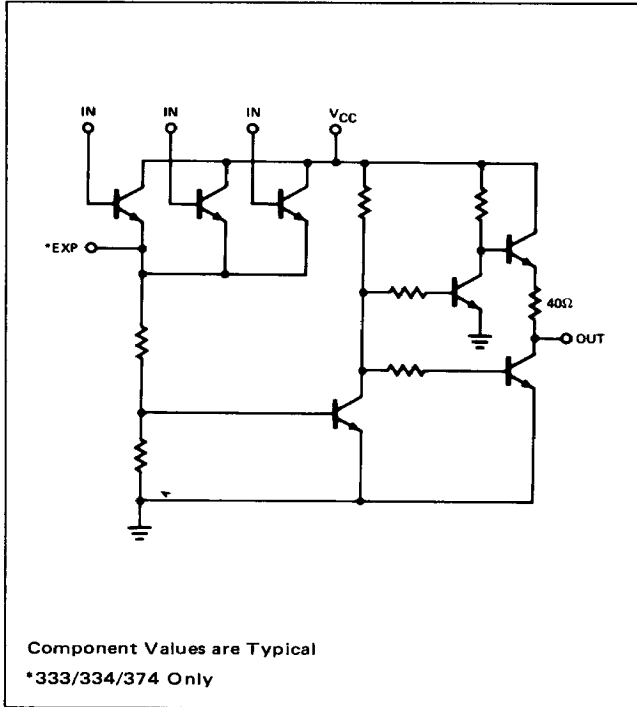 IN IN IN VCC
*EXP
40Ω
OUT
Component Values are Typical
*333/334/374 Only